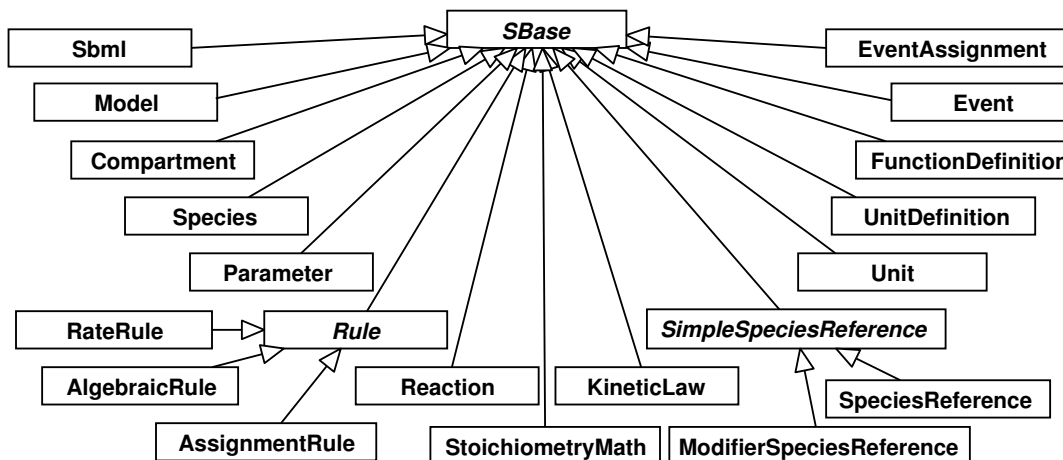 SBase
Sbml
EventAssignment
Model
Event
Compartment
FunctionDefinition
Species
UnitDefinition
Parameter
Unit
RateRule
Rule
SimpleSpeciesReference
AlgebraicRule
Reaction
KineticLaw
SpeciesReference
AssignmentRule
StoichiometryMath
ModifierSpeciesReference